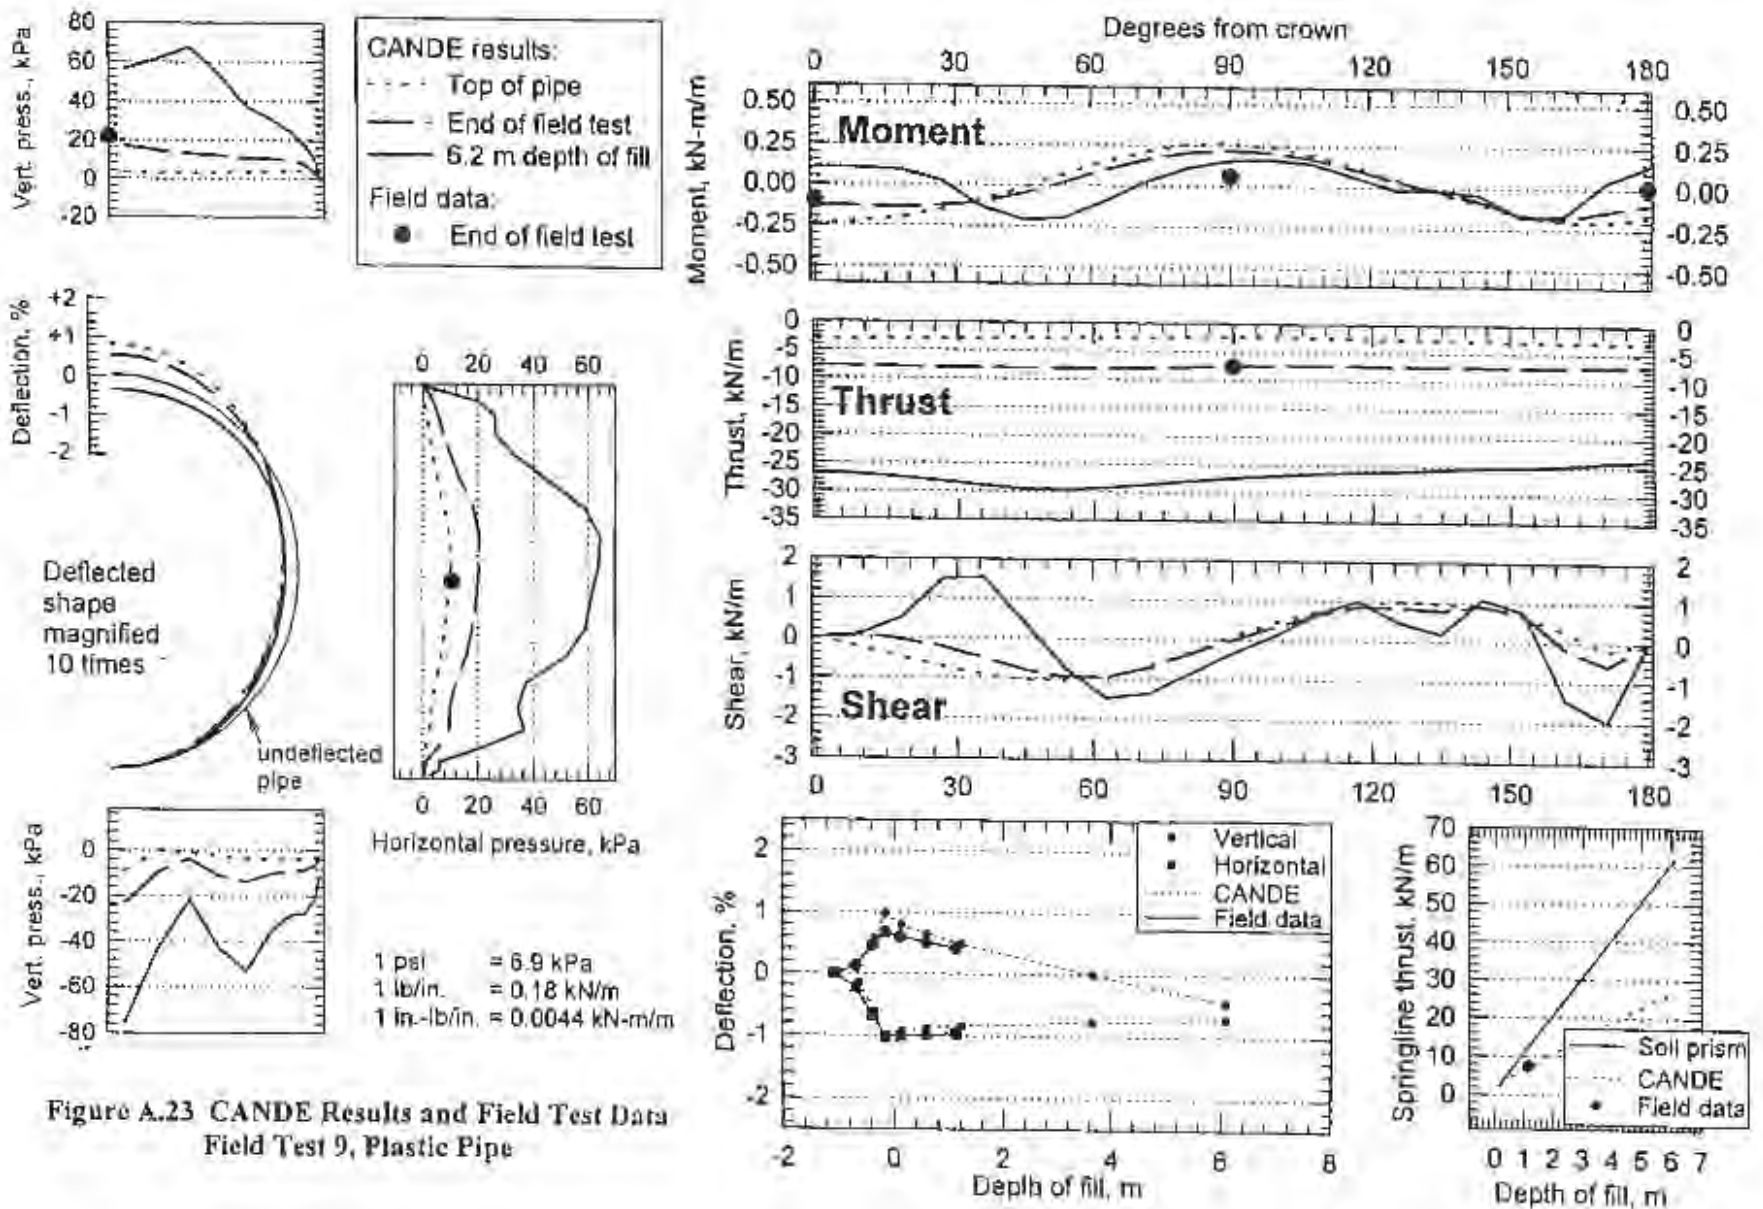 Vert. press., kPa
80
60
40
20
0
-20
CANDE results:
Top of pipe
End of field test
6.2 m depth of fill
Field data:
End of field test
Deflection, %
+2
+1
0
-1
-2
Deflected
shape
magnified
10 times
undeflected
pipe
0 20 40 60
0 20 40 60
Horizontal pressure, kPa
Vert. press., kPa
0
-20
-40
-60
-80
1 psi = 6.9 kPa
1 lb/in. = 0.18 kN/m
1 in.-lb/in. = 0.0044 kN-m/m
Figure A.23 CANDE Results and Field Test Data
Field Test 9, Plastic Pipe
Degrees from crown
0 30 60 90 120 150 180
Moment, kN-m/m
0.50
0.25
0.00
-0.25
-0.50
Moment
0.50
0.25
0.00
-0.25
-0.50
Thrust, kN/m
0
-5
-10
-15
-20
-25
-30
-35
Thrust
0
-5
-10
-15
-20
-25
-30
-35
Shear, kN/m
2
1
0
-1
-2
-3
Shear
2
1
0
-1
-2
-3
0 30 60 90 120 150 180
Deflection, %
2
1
0
-1
-2
Vertical
Horizontal
CANDE
Field data
-2 0 2 4 6 8
Depth of fill, m
Springline thrust, kN/m
70
60
50
40
30
20
10
0
Soil prism
CANDE
Field data
0 1 2 3 4 5 6 7
Depth of fill, m